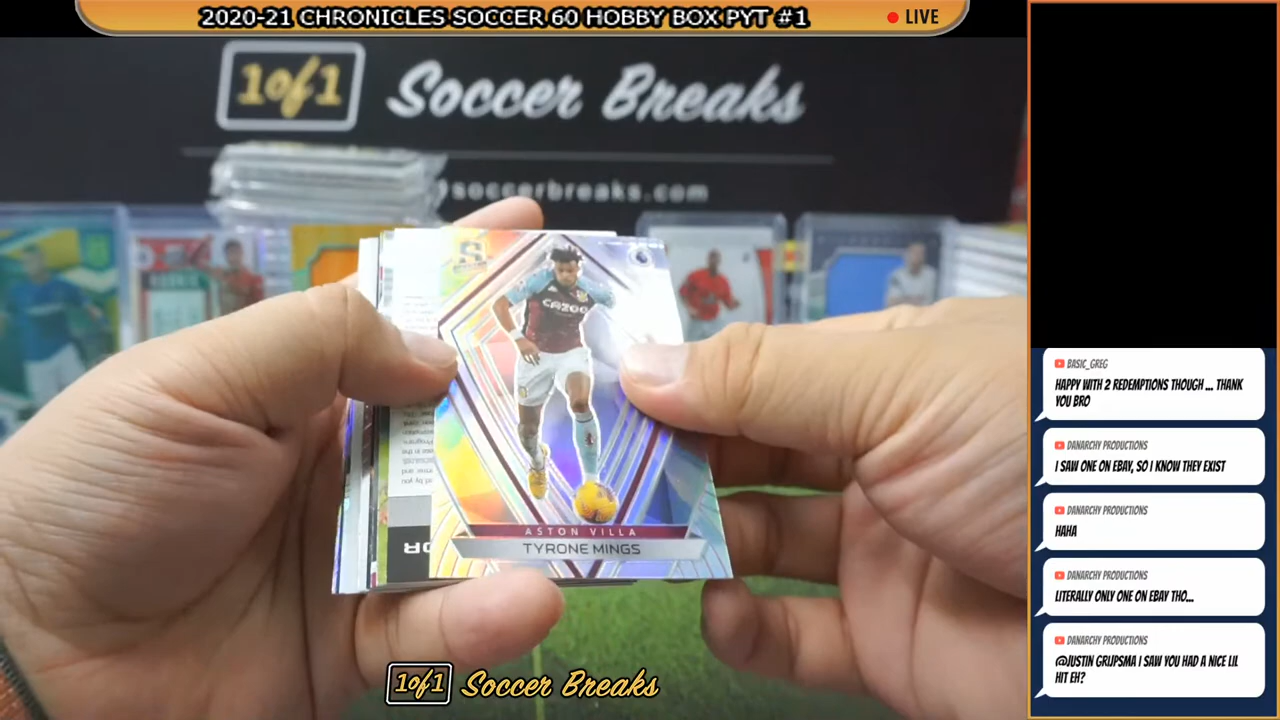 2020-21 CHRONICLES SOCCER 60 HOBBY BOX PYT #1
LIVE
1of1 Soccer Breaks
soccerbreaks.com
CAZOO
ASTON VILLA
TYRONE MINGS
1of1 Soccer Breaks
BASIC_GREG
HAPPY WITH 2 REDEMPTIONS THOUGH ... THANK
YOU BRO
DANARCHY PRODUCTIONS
I SAW ONE ON EBAY, SO I KNOW THEY EXIST
DANARCHY PRODUCTIONS
HAHA
DANARCHY PRODUCTIONS
LITERALLY ONLY ONE ON EBAY THO...
DANARCHY PRODUCTIONS
@JUSTIN GRIJPSMA I SAW YOU HAD A NICE LIL
HIT EH?